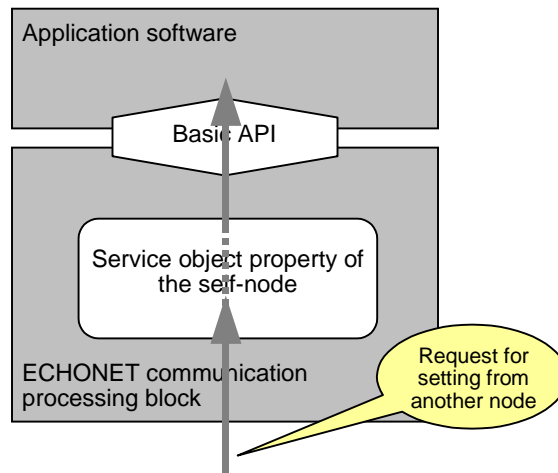 Application software
Basic API
Service object property of
the self-node
ECHONET communication
processing block
Request for
setting from
another node